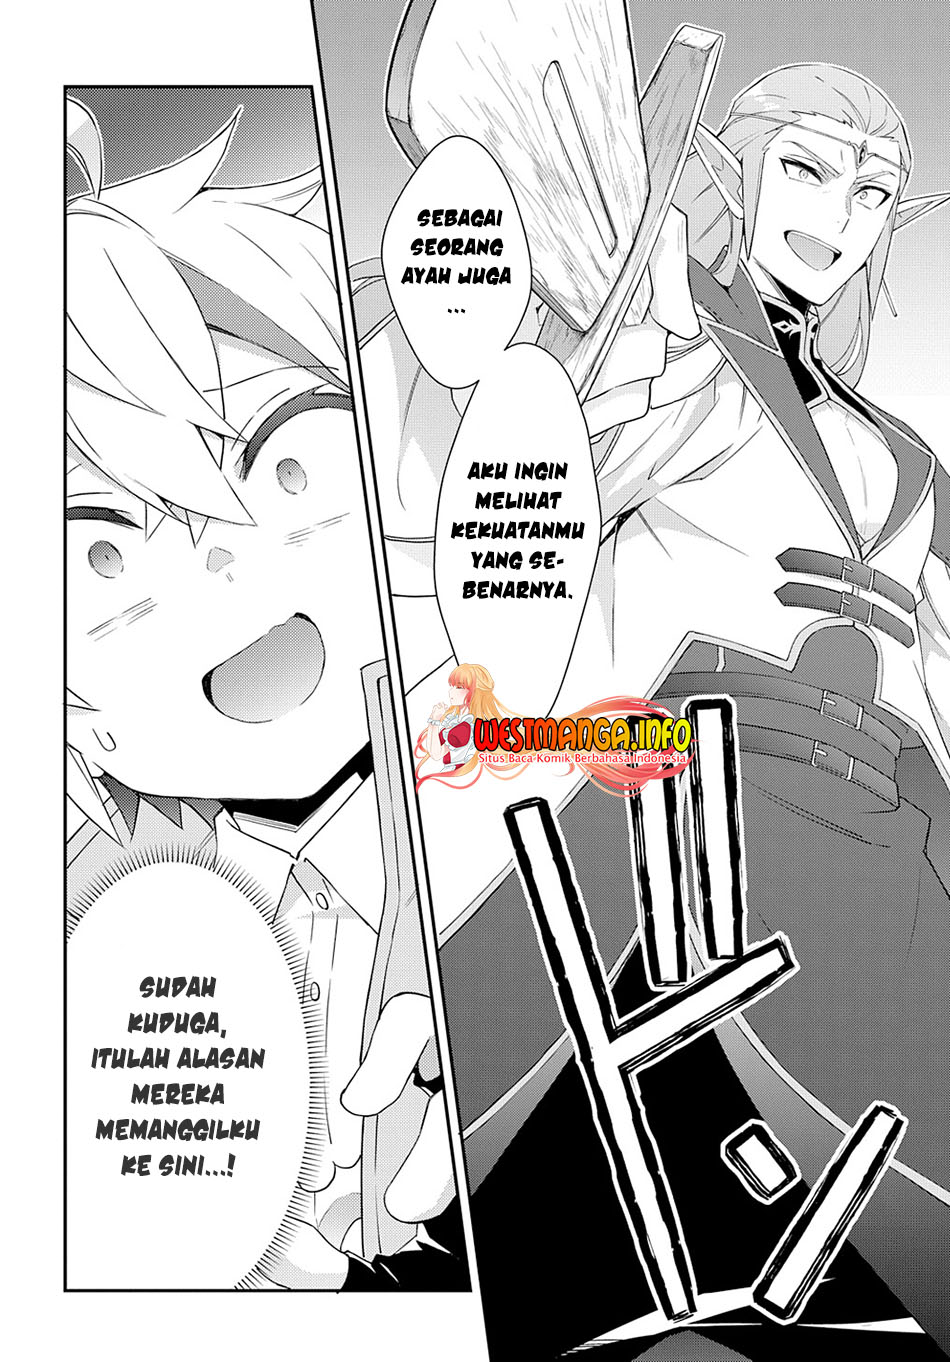 SEBAGAI
SEORANG
AYAH JUGA
...
AKU INGIN
MELIHAT
KEKUATANMU
YANG SE-
BENARNYA.
WESTMANGA.INFO
Situs Baca Komik Berbahasa Indonesia
ドドン
SUDAH
KUDUGA,
ITULAH ALASAN
MEREKA
MEMANGGILKU
KE SINI...!